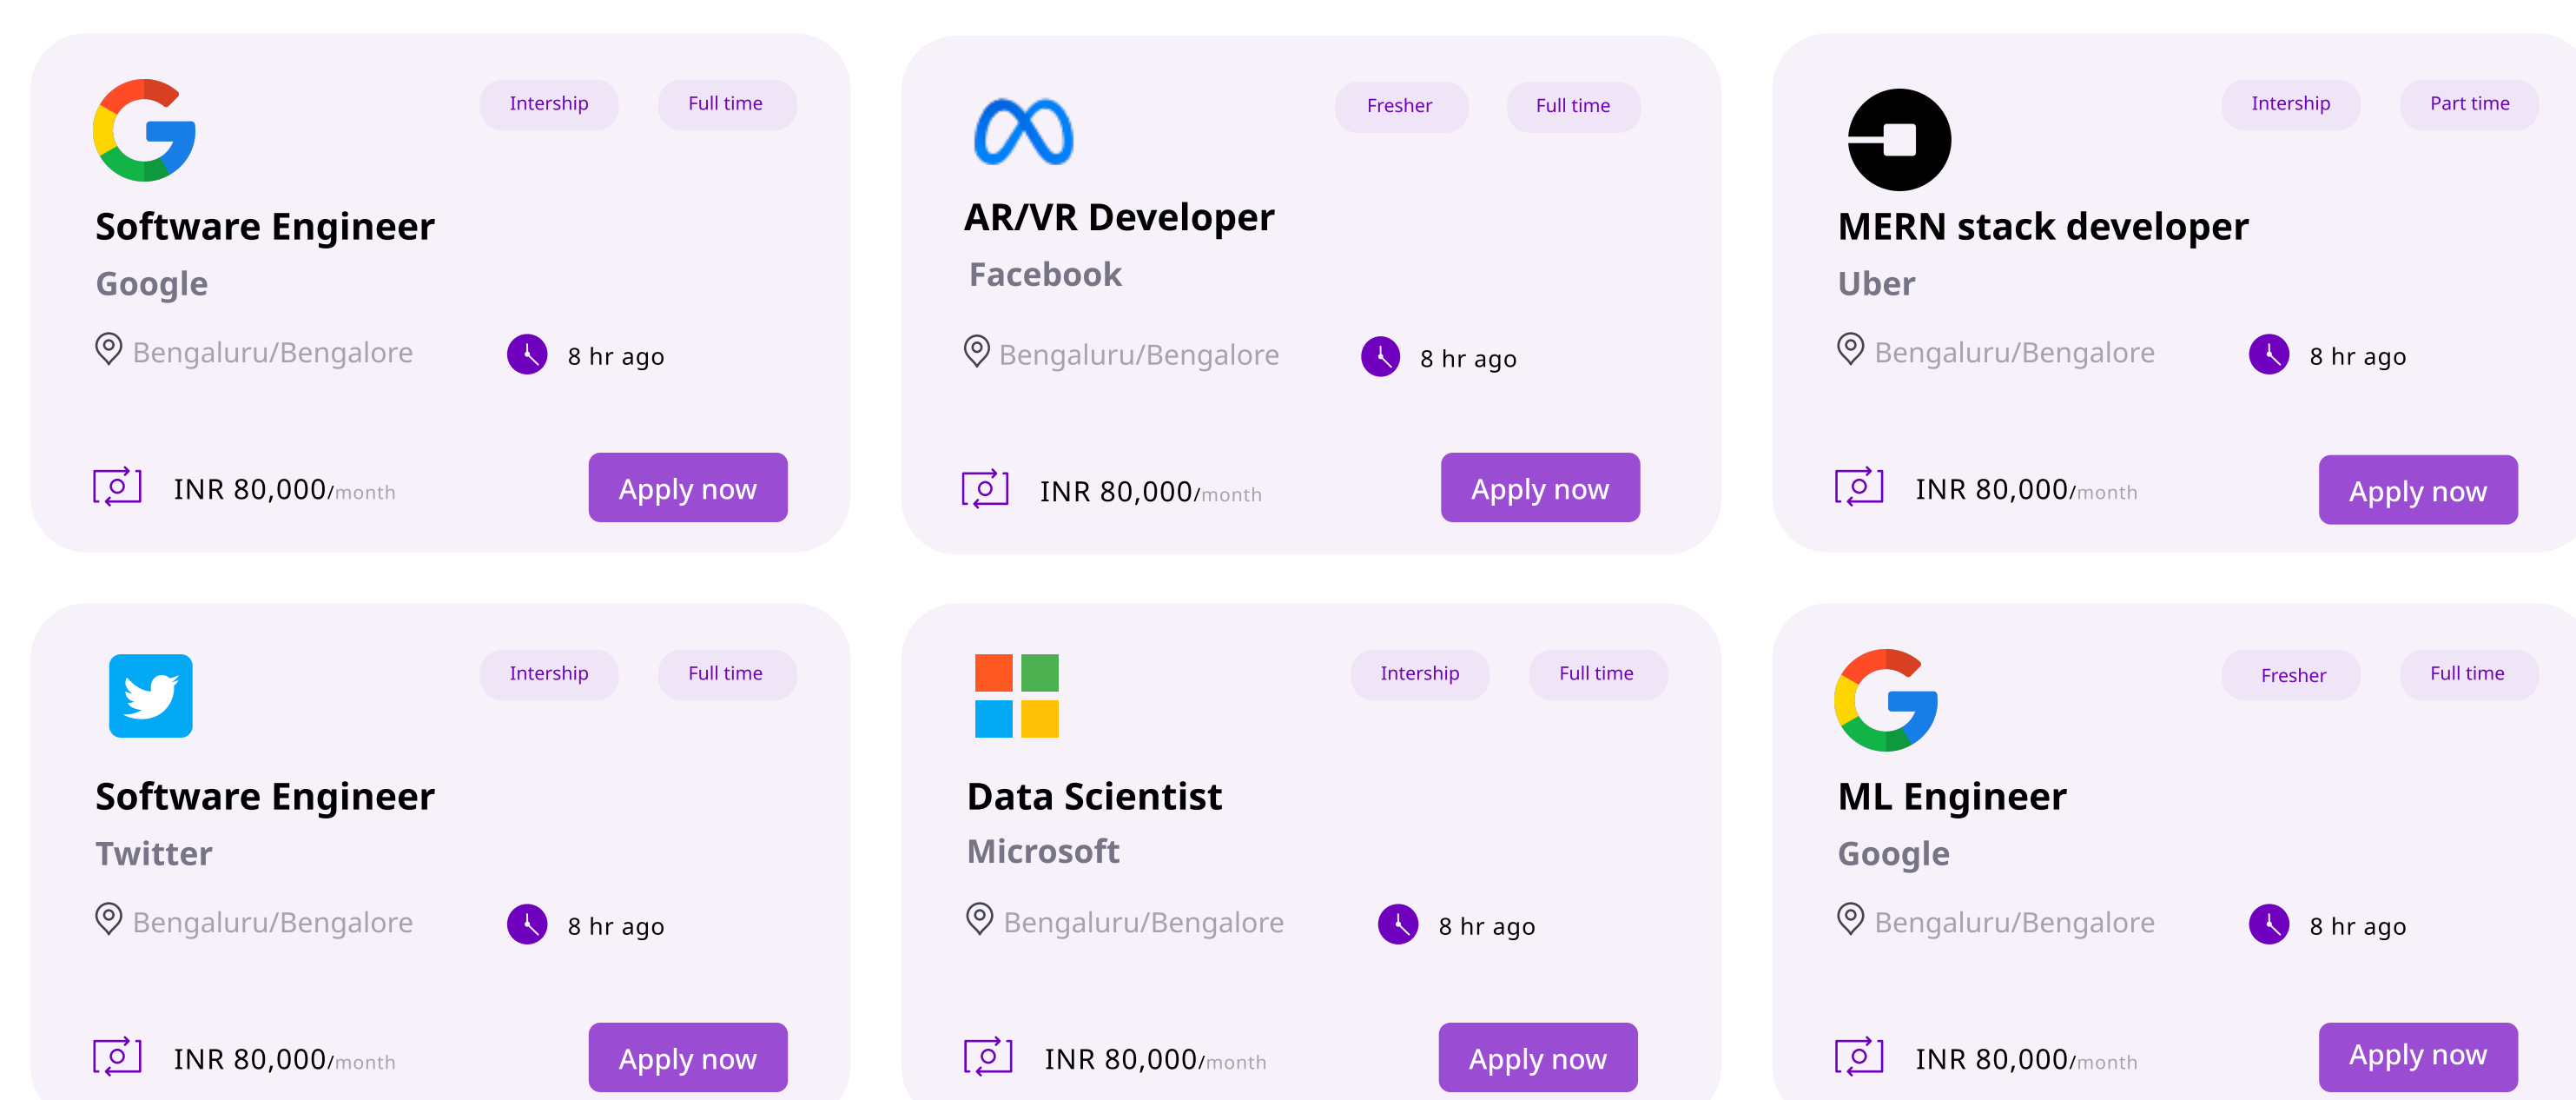 Intership Full time
Software Engineer
Google
Bengaluru/Bengalore 8 hr ago
INR 80,000/month Apply now
Fresher Full time
AR/VR Developer
Facebook
Bengaluru/Bengalore 8 hr ago
INR 80,000/month Apply now
Intership Part time
MERN stack developer
Uber
Bengaluru/Bengalore 8 hr ago
INR 80,000/month Apply now
Intership Full time
Software Engineer
Twitter
Bengaluru/Bengalore 8 hr ago
INR 80,000/month Apply now
Intership Full time
Data Scientist
Microsoft
Bengaluru/Bengalore 8 hr ago
INR 80,000/month Apply now
Fresher Full time
ML Engineer
Google
Bengaluru/Bengalore 8 hr ago
INR 80,000/month Apply now